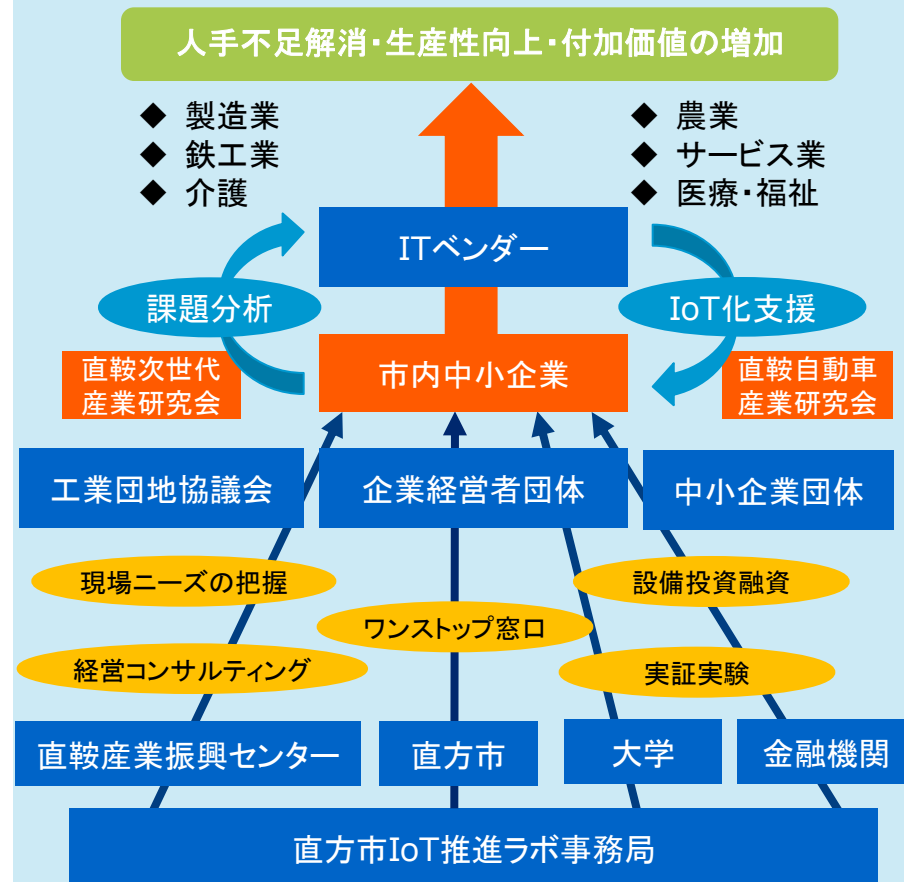 人手不足解消・生産性向上・付加価値の増加
◆ 製造業
◆ 鉄工業
◆ 介護
◆ 農業
◆ サービス業
◆ 医療・福祉
ITベンダー
課題分析
IoT化支援
直鞍次世代
産業研究会
市内中小企業
直鞍自動車
産業研究会
工業団地協議会
企業経営者団体
中小企業団体
現場ニーズの把握
設備投資融資
ワンストップ窓口
経営コンサルティング
実証実験
直鞍産業振興センター
直方市
大学
金融機関
直方市IoT推進ラボ事務局